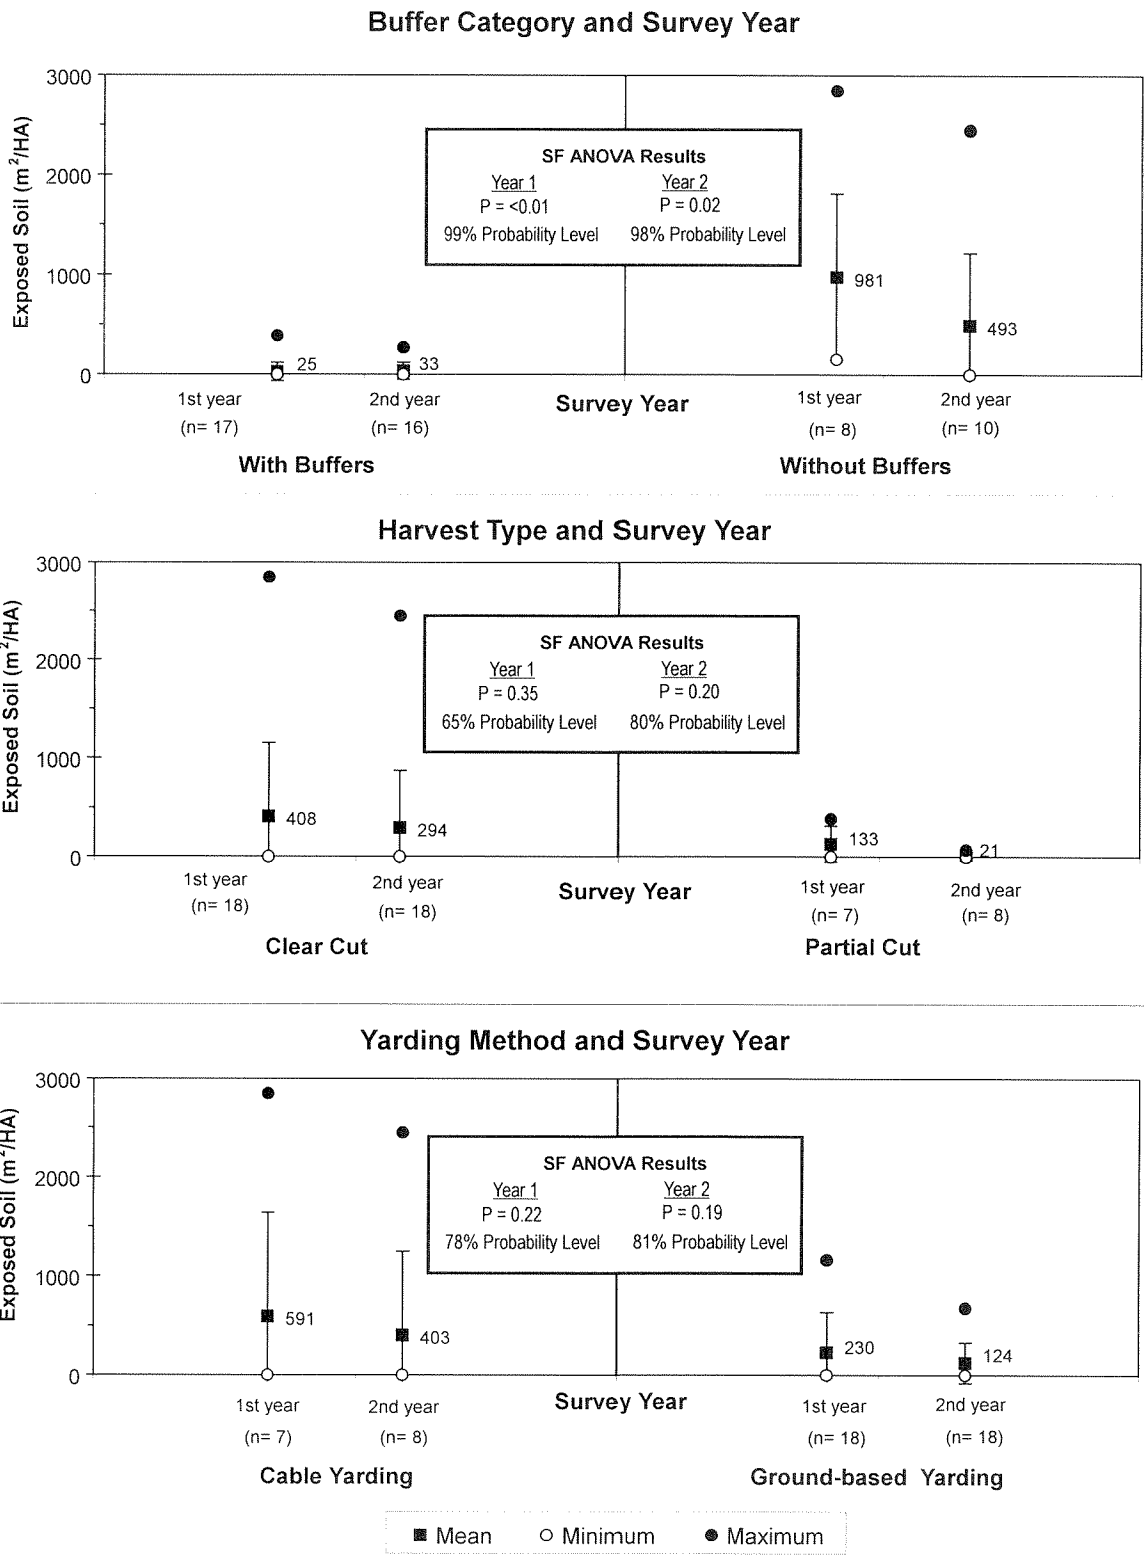 Buffer Category and Survey Year
Exposed Soil (m²/HA)
3000
2000
1000
0
SF ANOVA Results
Year 1 Year 2
P = <0.01 P = 0.02
99% Probability Level 98% Probability Level
981
493
25
33
1st year 2nd year Survey Year 1st year 2nd year
(n= 17) (n= 16) (n= 8) (n= 10)
With Buffers Without Buffers
Harvest Type and Survey Year
Exposed Soil (m²/HA)
3000
2000
1000
0
SF ANOVA Results
Year 1 Year 2
P = 0.35 P = 0.20
65% Probability Level 80% Probability Level
408
294
133
21
1st year 2nd year Survey Year 1st year 2nd year
(n= 18) (n= 18) (n= 7) (n= 8)
Clear Cut Partial Cut
Yarding Method and Survey Year
Exposed Soil (m²/HA)
3000
2000
1000
0
SF ANOVA Results
Year 1 Year 2
P = 0.22 P = 0.19
78% Probability Level 81% Probability Level
591
403
230
124
1st year 2nd year Survey Year 1st year 2nd year
(n= 7) (n= 8) (n= 18) (n= 18)
Cable Yarding Ground-based Yarding
Mean Minimum Maximum